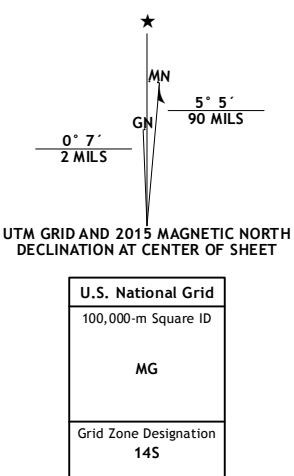 MN
5° 5´
90 MILS
GN
0° 7´
2 MILS
UTM GRID AND 2015 MAGNETIC NORTH
DECLINATION AT CENTER OF SHEET
U.S. National Grid
100,000-m Square ID
MG
Grid Zone Designation
14S